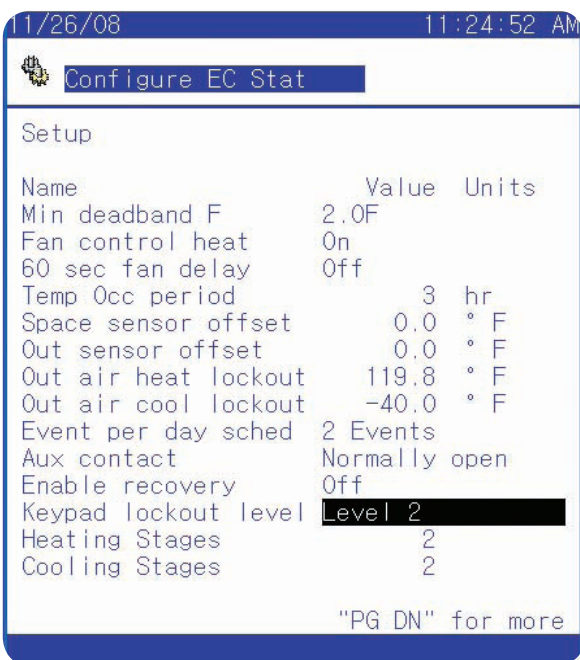 11/26/08 11:24:52 AM
Configure EC Stat
Setup
Name Value Units
Min deadband F 2.0F
Fan control heat On
60 sec fan delay Off
Temp Occ period 3 hr
Space sensor offset 0.0 ° F
Out sensor offset 0.0 ° F
Out air heat lockout 119.8 ° F
Out air cool lockout -40.0 ° F
Event per day sched 2 Events
Aux contact Normally open
Enable recovery Off
Keypad lockout level Level 2
Heating Stages 2
Cooling Stages 2
"PG DN" for more